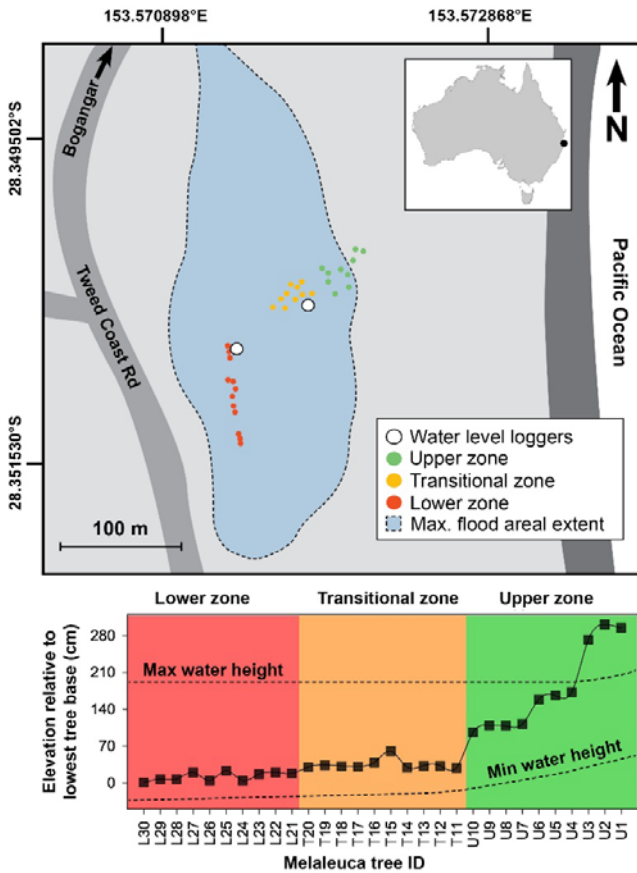 153.570898°E
153.572868°E
28.349502°S
28.351530°S
Bogangar
Tweed Coast Rd
N
Pacific Ocean
Water level loggers
Upper zone
Transitional zone
Lower zone
Max. flood areal extent
100 m
Lower zone
Transitional zone
Upper zone
Elevation relative to
lowest tree base (cm)
280
210
140
70
0
Max water height
Min water height
L30
L29
L28
L27
L26
L25
L24
L23
L22
L21
T20
T19
T18
T17
T16
T15
T14
T13
T12
T11
U10
U9
U8
U7
U6
U5
U4
U3
U2
U1
Melaleuca tree ID